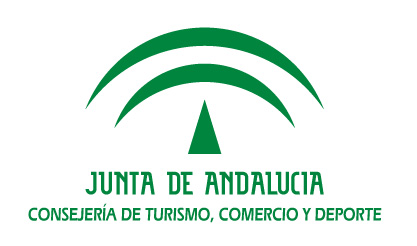 JUNTA DE ANDALUCIA
CONSEJERÍA DE TURISMO, COMERCIO Y DEPORTE